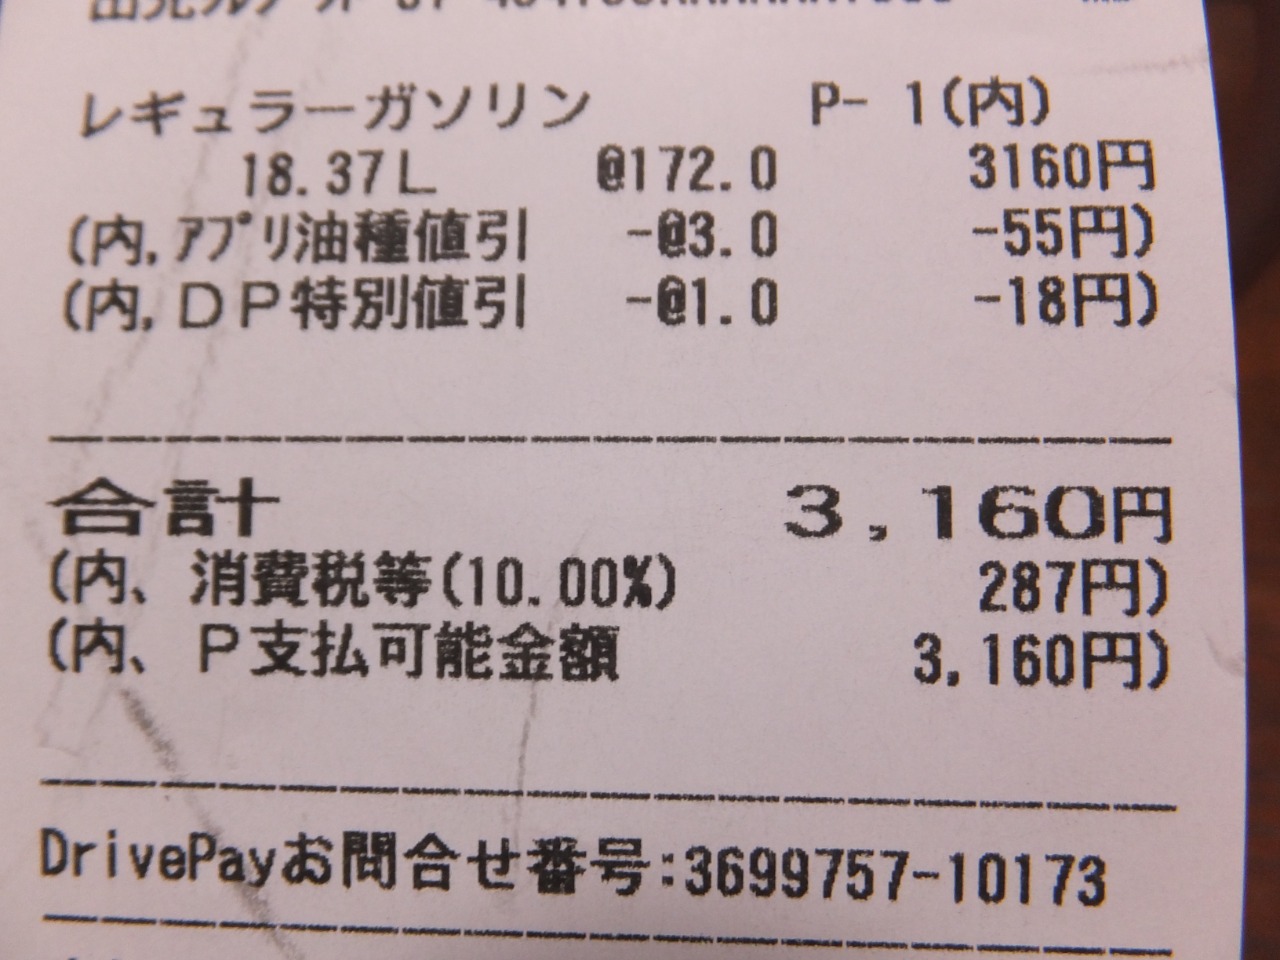 レギュラーガソリン P- 1(内)
18.37L @172.0 3160円
(内,ｱﾌﾟﾘ油種値引 -@3.0 -55円)
(内,ＤＰ特別値引 -@1.0 -18円)
合計 3,160円
(内、消費税等(10.00%) 287円)
(内、Ｐ支払可能金額 3,160円)
DrivePayお問合せ番号:3699757-10173